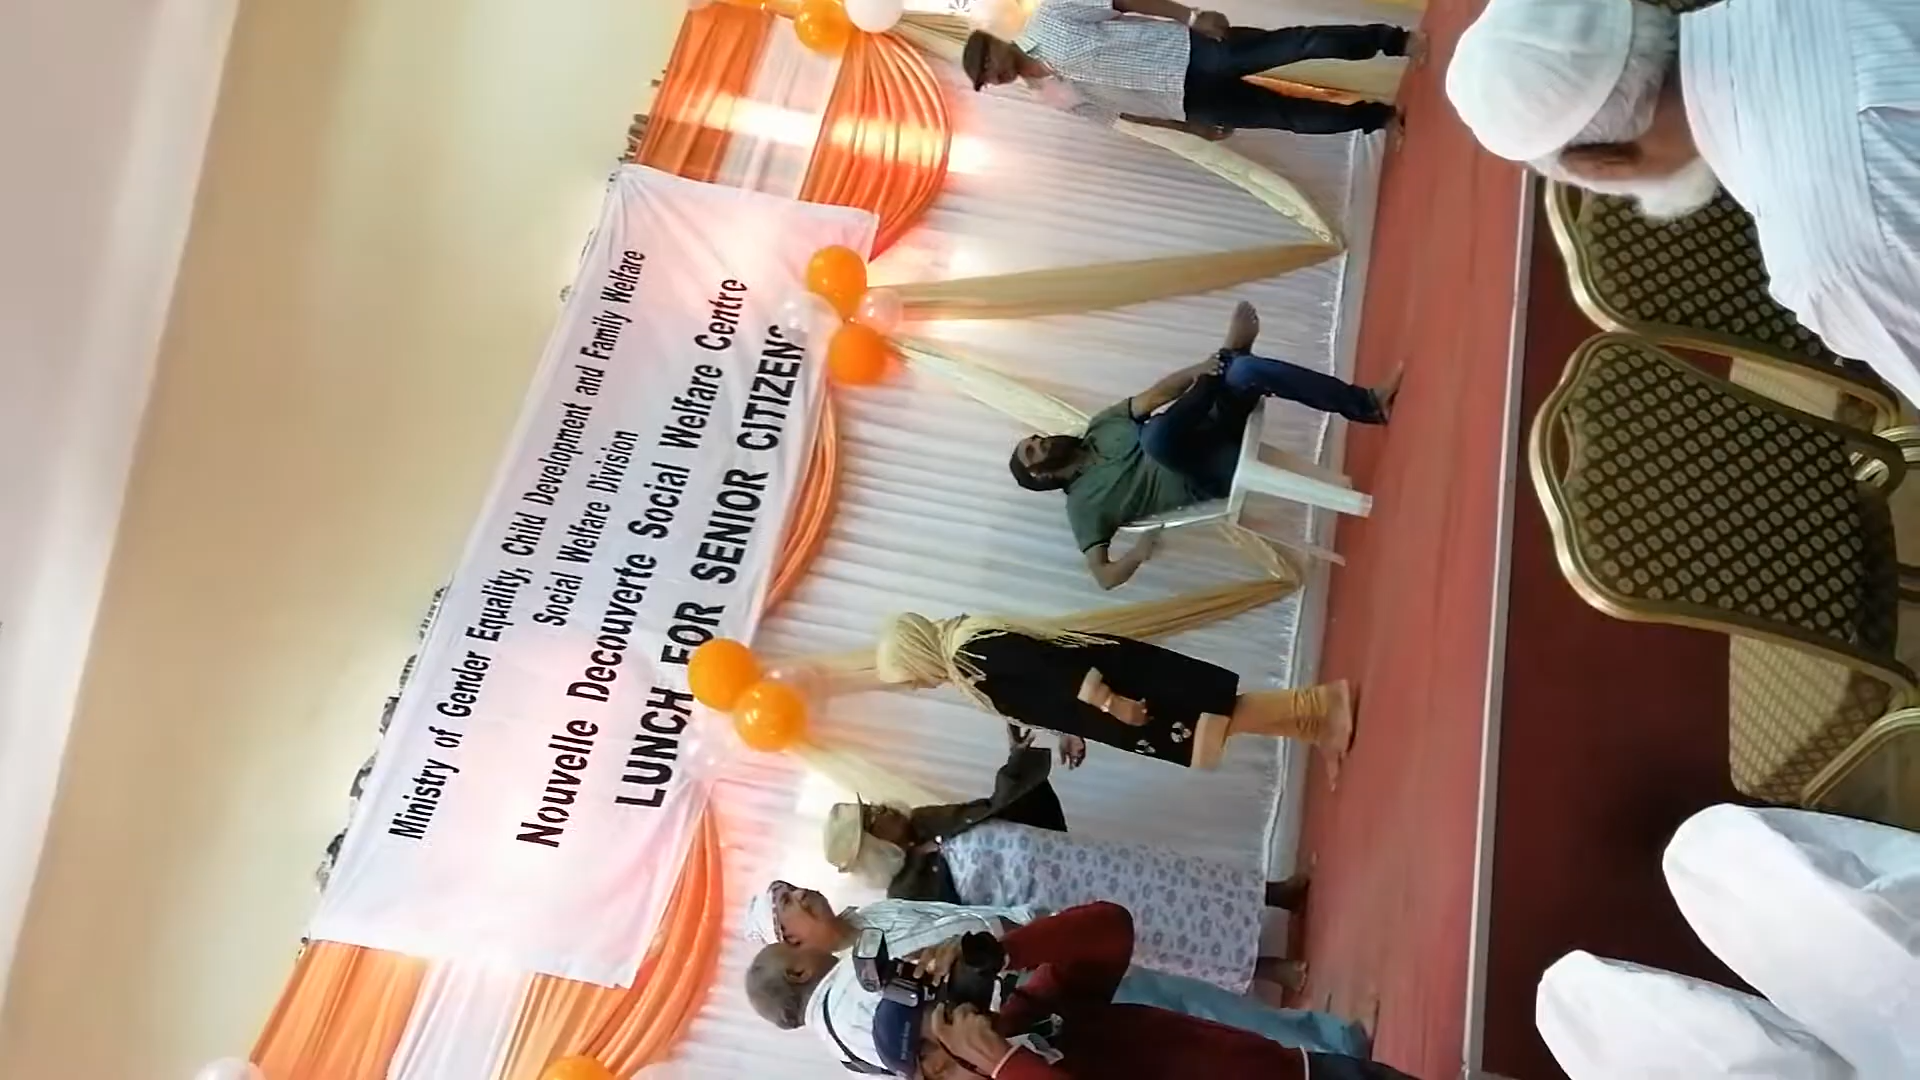 Ministry of Gender Equality, Child Development and Family Welfare
Social Welfare Division
Nouvelle Decouverte Social Welfare Centre
LUNCH FOR SENIOR CITIZENS